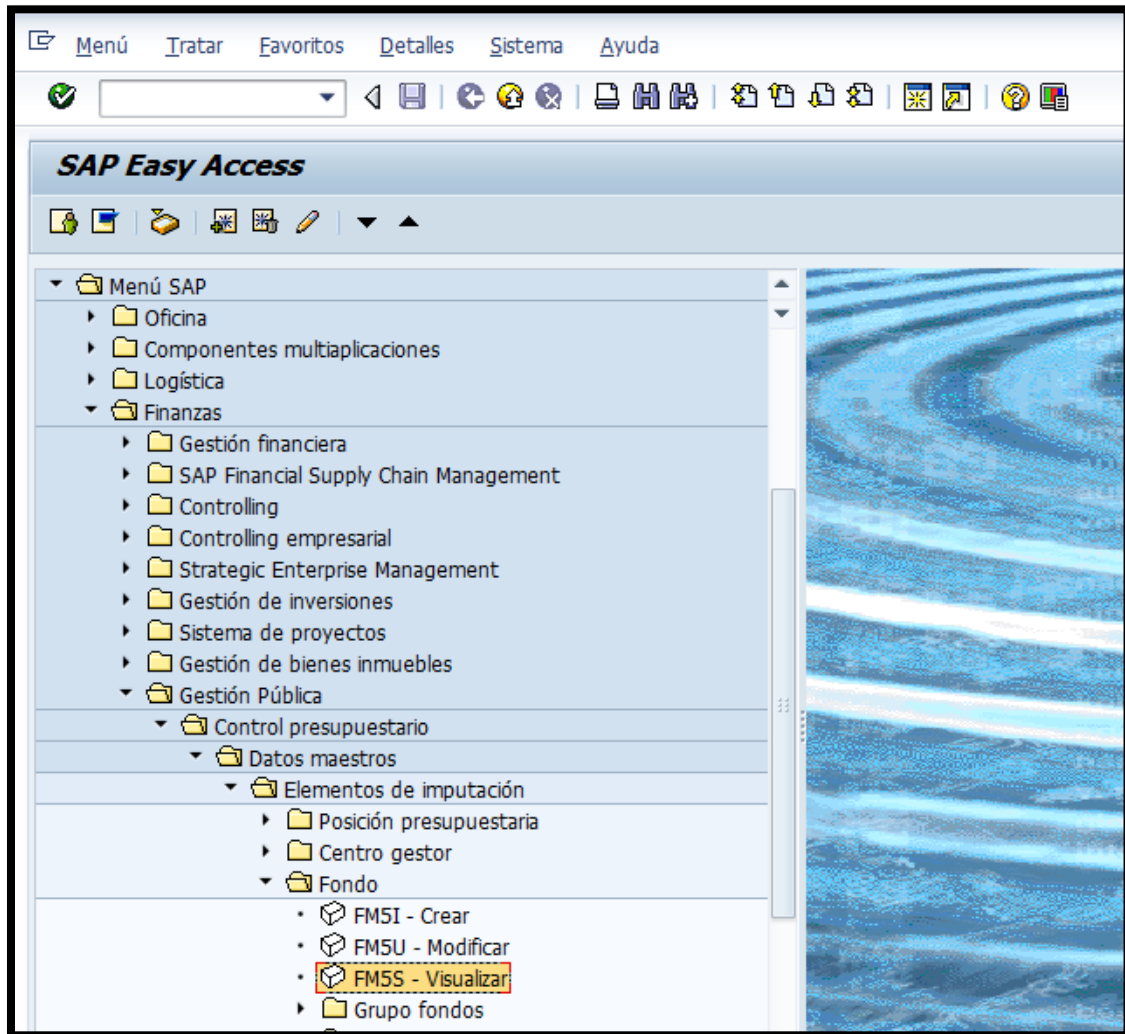 Menú Tratar Favoritos Detalles Sistema Ayuda
SAP Easy Access
Menú SAP
Oficina
Componentes multiaplicaciones
Logística
Finanzas
Gestión financiera
SAP Financial Supply Chain Management
Controlling
Controlling empresarial
Strategic Enterprise Management
Gestión de inversiones
Sistema de proyectos
Gestión de bienes inmuebles
Gestión Pública
Control presupuestario
Datos maestros
Elementos de imputación
Posición presupuestaria
Centro gestor
Fondo
FM5I - Crear
FM5U - Modificar
FM5S - Visualizar
Grupo fondos